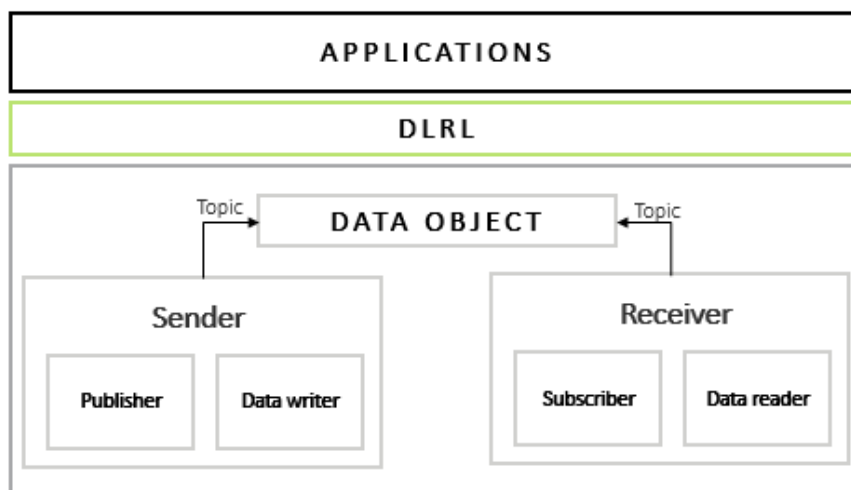 APPLICATIONS
DLRL
Topic
DATA OBJECT
Topic
Sender
Receiver
Publisher
Data writer
Subscriber
Data reader